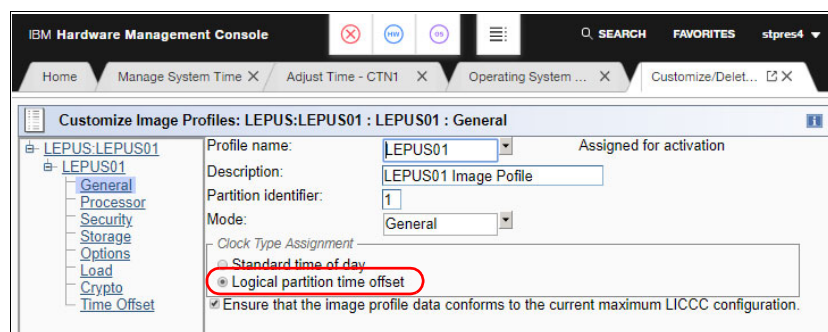 IBM Hardware Management Console
HW
OS
SEARCH
FAVORITES
stpres4
Home
Manage System Time X
Adjust Time - CTN1 X
Operating System ... X
Customize/Delet... X
Customize Image Profiles: LEPUS:LEPUS01 : LEPUS01 : General
i
LEPUS:LEPUS01
LEPUS01
General
Processor
Security
Storage
Options
Load
Crypto
Time Offset
Profile name:
LEPUS01
Assigned for activation
Description:
LEPUS01 Image Pofile
Partition identifier:
1
Mode:
General
Clock Type Assignment
Standard time of day
Logical partition time offset
Ensure that the image profile data conforms to the current maximum LICCC configuration.